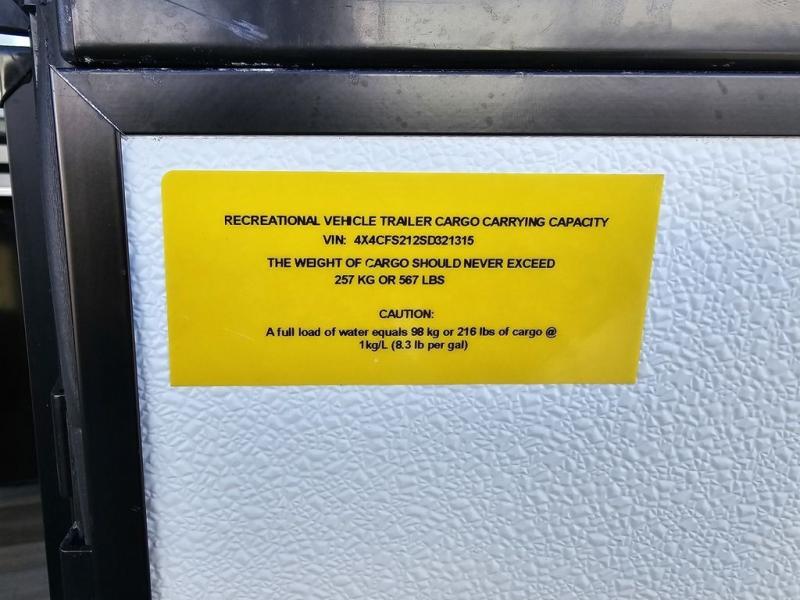 RECREATIONAL VEHICLE TRAILER CARGO CARRYING CAPACITY
VIN: 4X4CFS212SD321315
THE WEIGHT OF CARGO SHOULD NEVER EXCEED
257 KG OR 567 LBS
CAUTION:
A full load of water equals 98 kg or 216 lbs of cargo @
1kg/L (8.3 lb per gal)